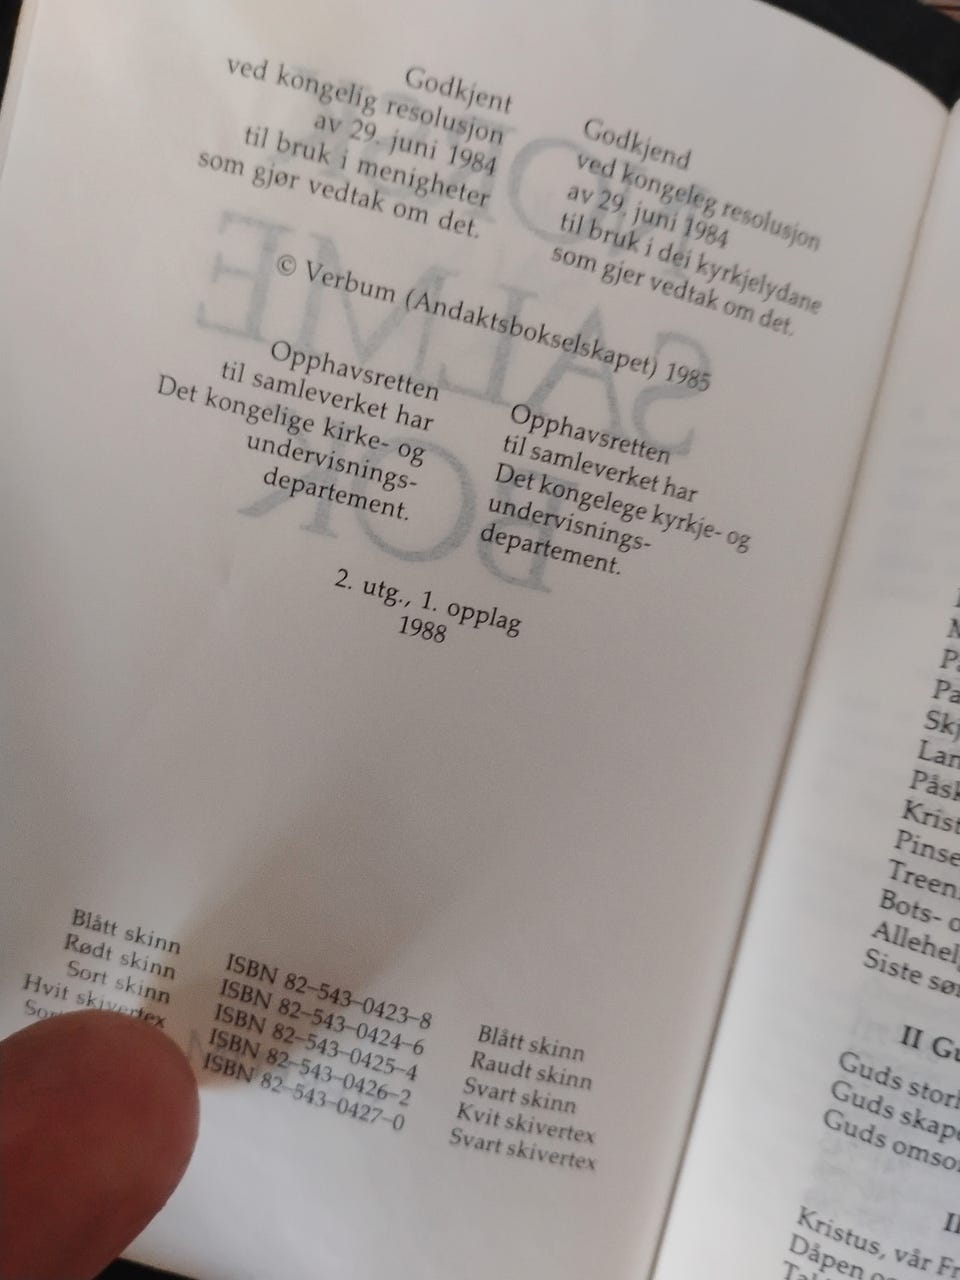 Godkjent
ved kongelig resolusjon
av 29. juni 1984
til bruk i menigheter
som gjør vedtak om det.
Godkjend
ved kongeleg resolusjon
av 29. juni 1984
til bruk i dei kyrkjelydane
som gjer vedtak om det.
© Verbum (Andaktsbokselskapet) 1985
Opphavsretten
til samleverket har
Det kongelige kirke- og
undervisnings-
departement.
Opphavsretten
til samleverket har
Det kongelege kyrkje- og
undervisnings-
departement.
2. utg., 1. opplag
1988
Blått skinn ISBN 82-543-0423-8 Blått skinn
Rødt skinn ISBN 82-543-0424-6 Raudt skinn
Sort skinn ISBN 82-543-0425-4 Svart skinn
Hvit skivertex ISBN 82-543-0426-2 Kvit skivertex
ISBN 82-543-0427-0 Svart skivertex
II
Guds
Guds
Guds
Kristus, vår
Dåpen